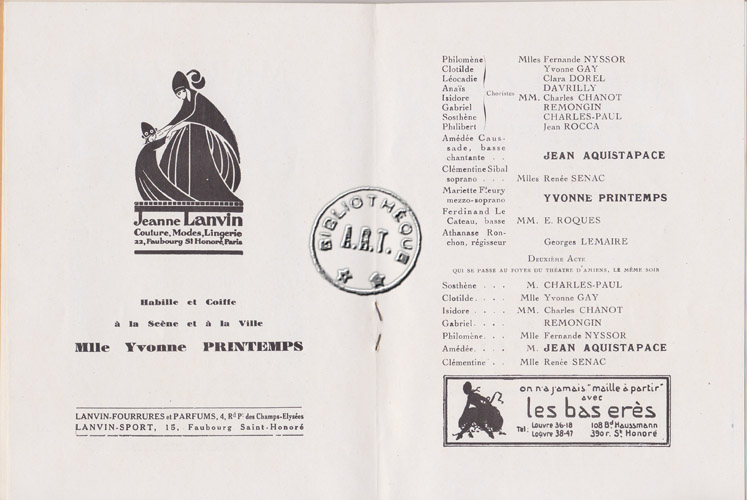 Jeanne Lanvin
Couture, Modes, Lingerie
22, Faubourg St Honoré, Paris
Habille et Coiffe
à la Scène et à la Ville
Mlle Yvonne PRINTEMPS
LANVIN-FOURRURES et PARFUMS, 4, Rd Pt des Champs-Elysées
LANVIN-SPORT, 15, Faubourg Saint-Honoré
BIBLIOTHÈQUE
A.R.T.
Philomène Mlles Fernande NYSSOR
Clotilde Yvonne GAY
Léocadie Clara DOREL
Anaïs DAVRILLY
Choristes
Isidore MM. Charles CHANOT
Gabriel REMONGIN
Sosthène CHARLES-PAUL
Philibert Jean ROCCA
Amédée Caus-
sade, basse
chantante . . JEAN AQUISTAPACE
Clémentine Sibal
soprano . . . Mlles Renée SENAC
Mariette Fleury
mezzo-soprano YVONNE PRINTEMPS
Ferdinand Le
Cateau, basse MM. E. ROQUES
Athanase Ron-
chon, régisseur Georges LEMAIRE
DEUXIÈME ACTE
QUI SE PASSE AU FOYER DU THÉATRE D'AMIENS, LE MÊME SOIR
Sosthène . . . M. CHARLES-PAUL
Clotilde. . . . Mlle Yvonne GAY
Isidore . . . . MM. Charles CHANOT
Gabriel. . . . REMONGIN
Philomène. . . Mlle Fernande NYSSOR
Amédée. . . . M. JEAN AQUISTAPACE
Clémentine. . . Mlle Renée SENAC
on n'a jamais "maille à partir"
avec
les bas erès
Tel: Louvre 36-18 108 Bd Haussmann
Louvre 38-47 390 r. St Honoré